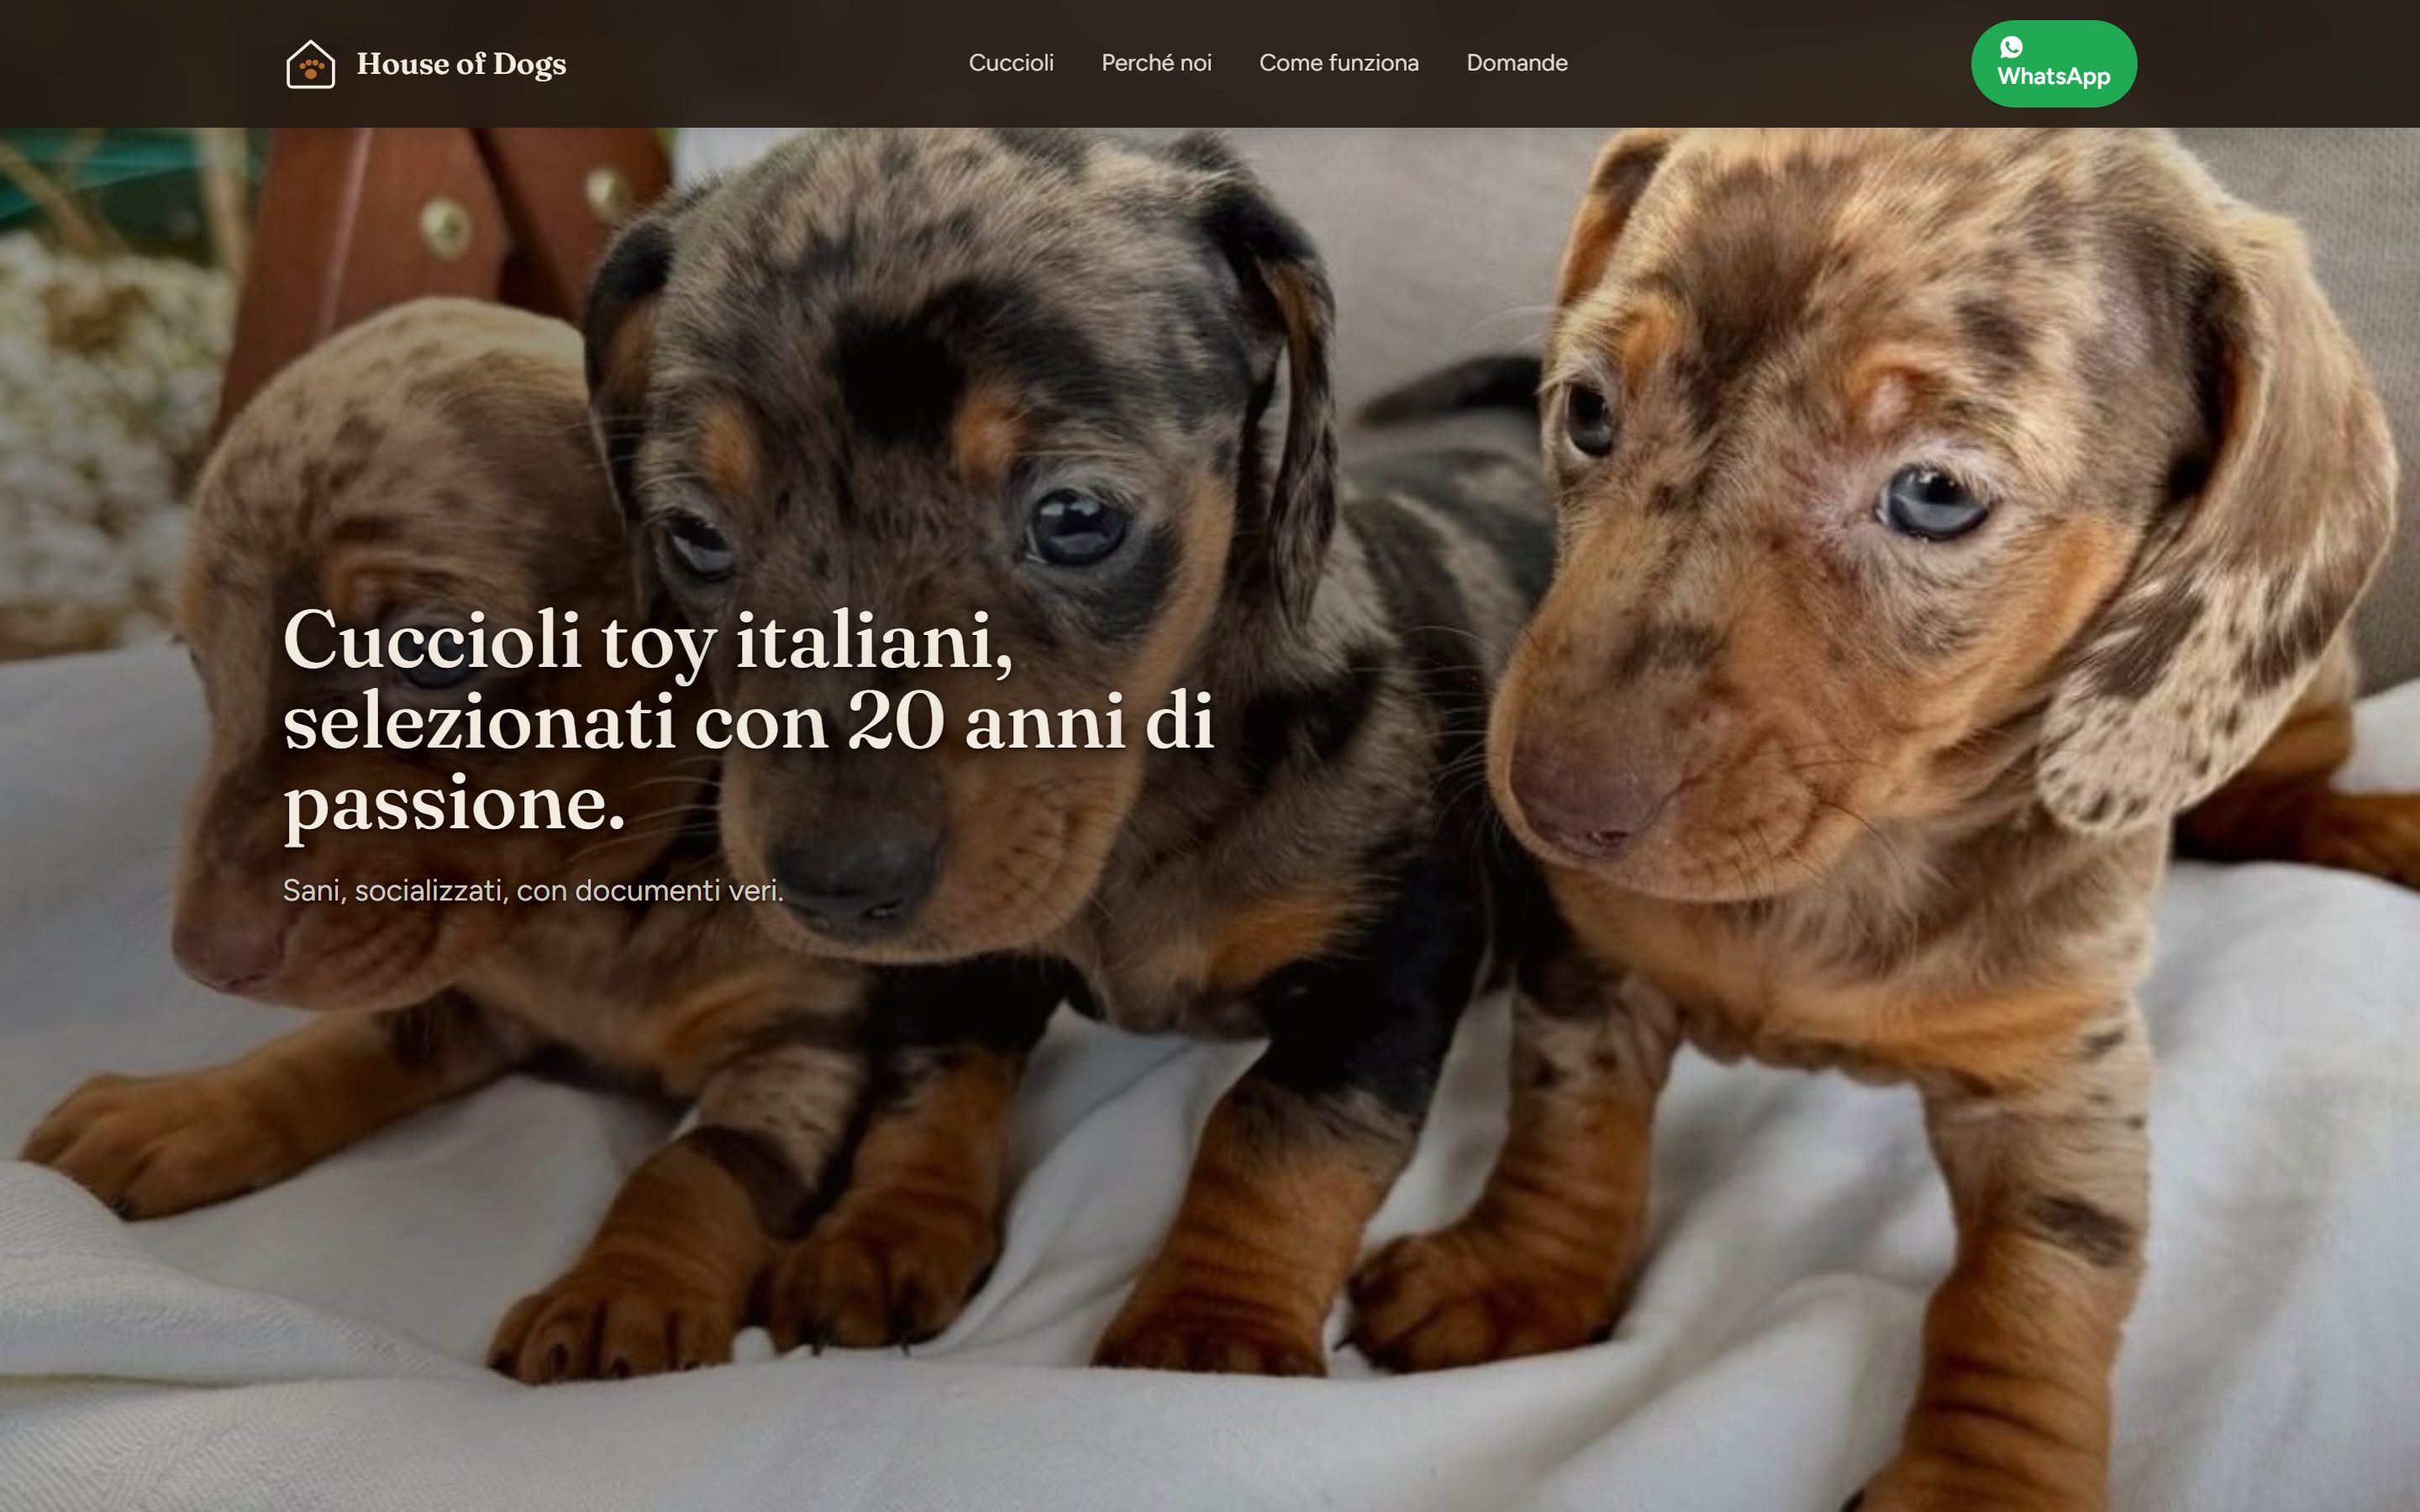 House of Dogs
Cuccioli
Perché noi
Come funziona
Domande
WhatsApp
Cuccioli toy italiani,
selezionati con 20 anni di
passione.
Sani, socializzati, con documenti veri.